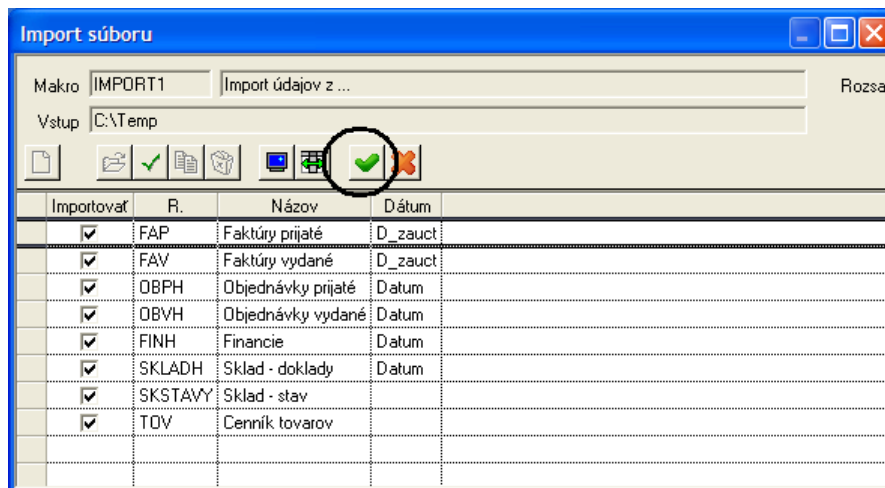 Import súboru
Makro IMPORT1 Import údajov z ... Rozsa
Vstup C:\Temp
Importovať R. Názov Dátum
FAP Faktúry prijaté D_zauct
FAV Faktúry vydané D_zauct
OBPH Objednávky prijaté Datum
OBVH Objednávky vydané Datum
FINH Financie Datum
SKLADH Sklad - doklady Datum
SKSTAVY Sklad - stav
TOV Cenník tovarov